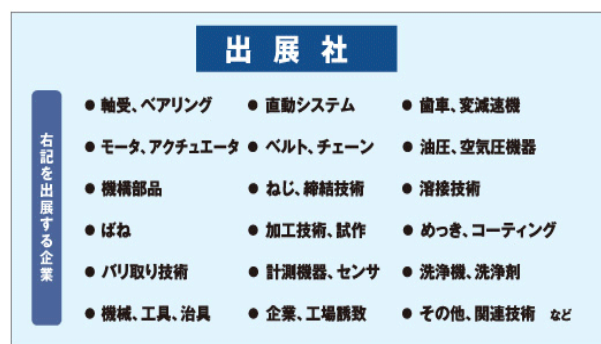 出展社
右記を出展する企業
● 軸受、ベアリング ● 直動システム ● 歯車、変減速機
● モータ、アクチュエータ ● ベルト、チェーン ● 油圧、空気圧機器
● 機構部品 ● ねじ、締結技術 ● 溶接技術
● ばね ● 加工技術、試作 ● めっき、コーティング
● バリ取り技術 ● 計測機器、センサ ● 洗浄機、洗浄剤
● 機械、工具、治具 ● 企業、工場誘致 ● その他、関連技術 など